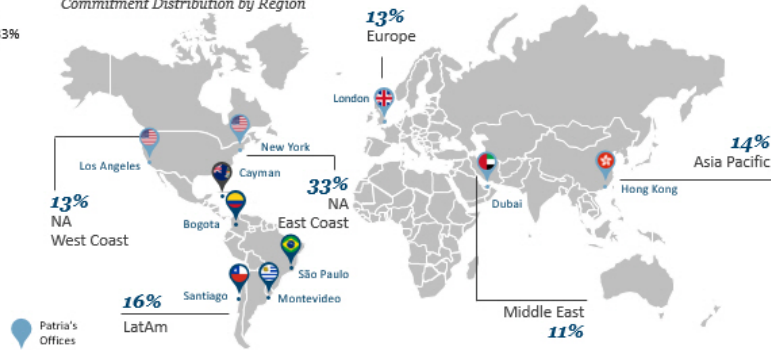 Commitment Distribution by Region
13%
Europe
London
14%
Asia Pacific
Hong Kong
Dubai
Middle East
11%
Los Angeles
New York
Cayman
13%
NA
West Coast
33%
NA
East Coast
Bogota
São Paulo
Santiago
Montevideo
16%
LatAm
Patria's
Offices